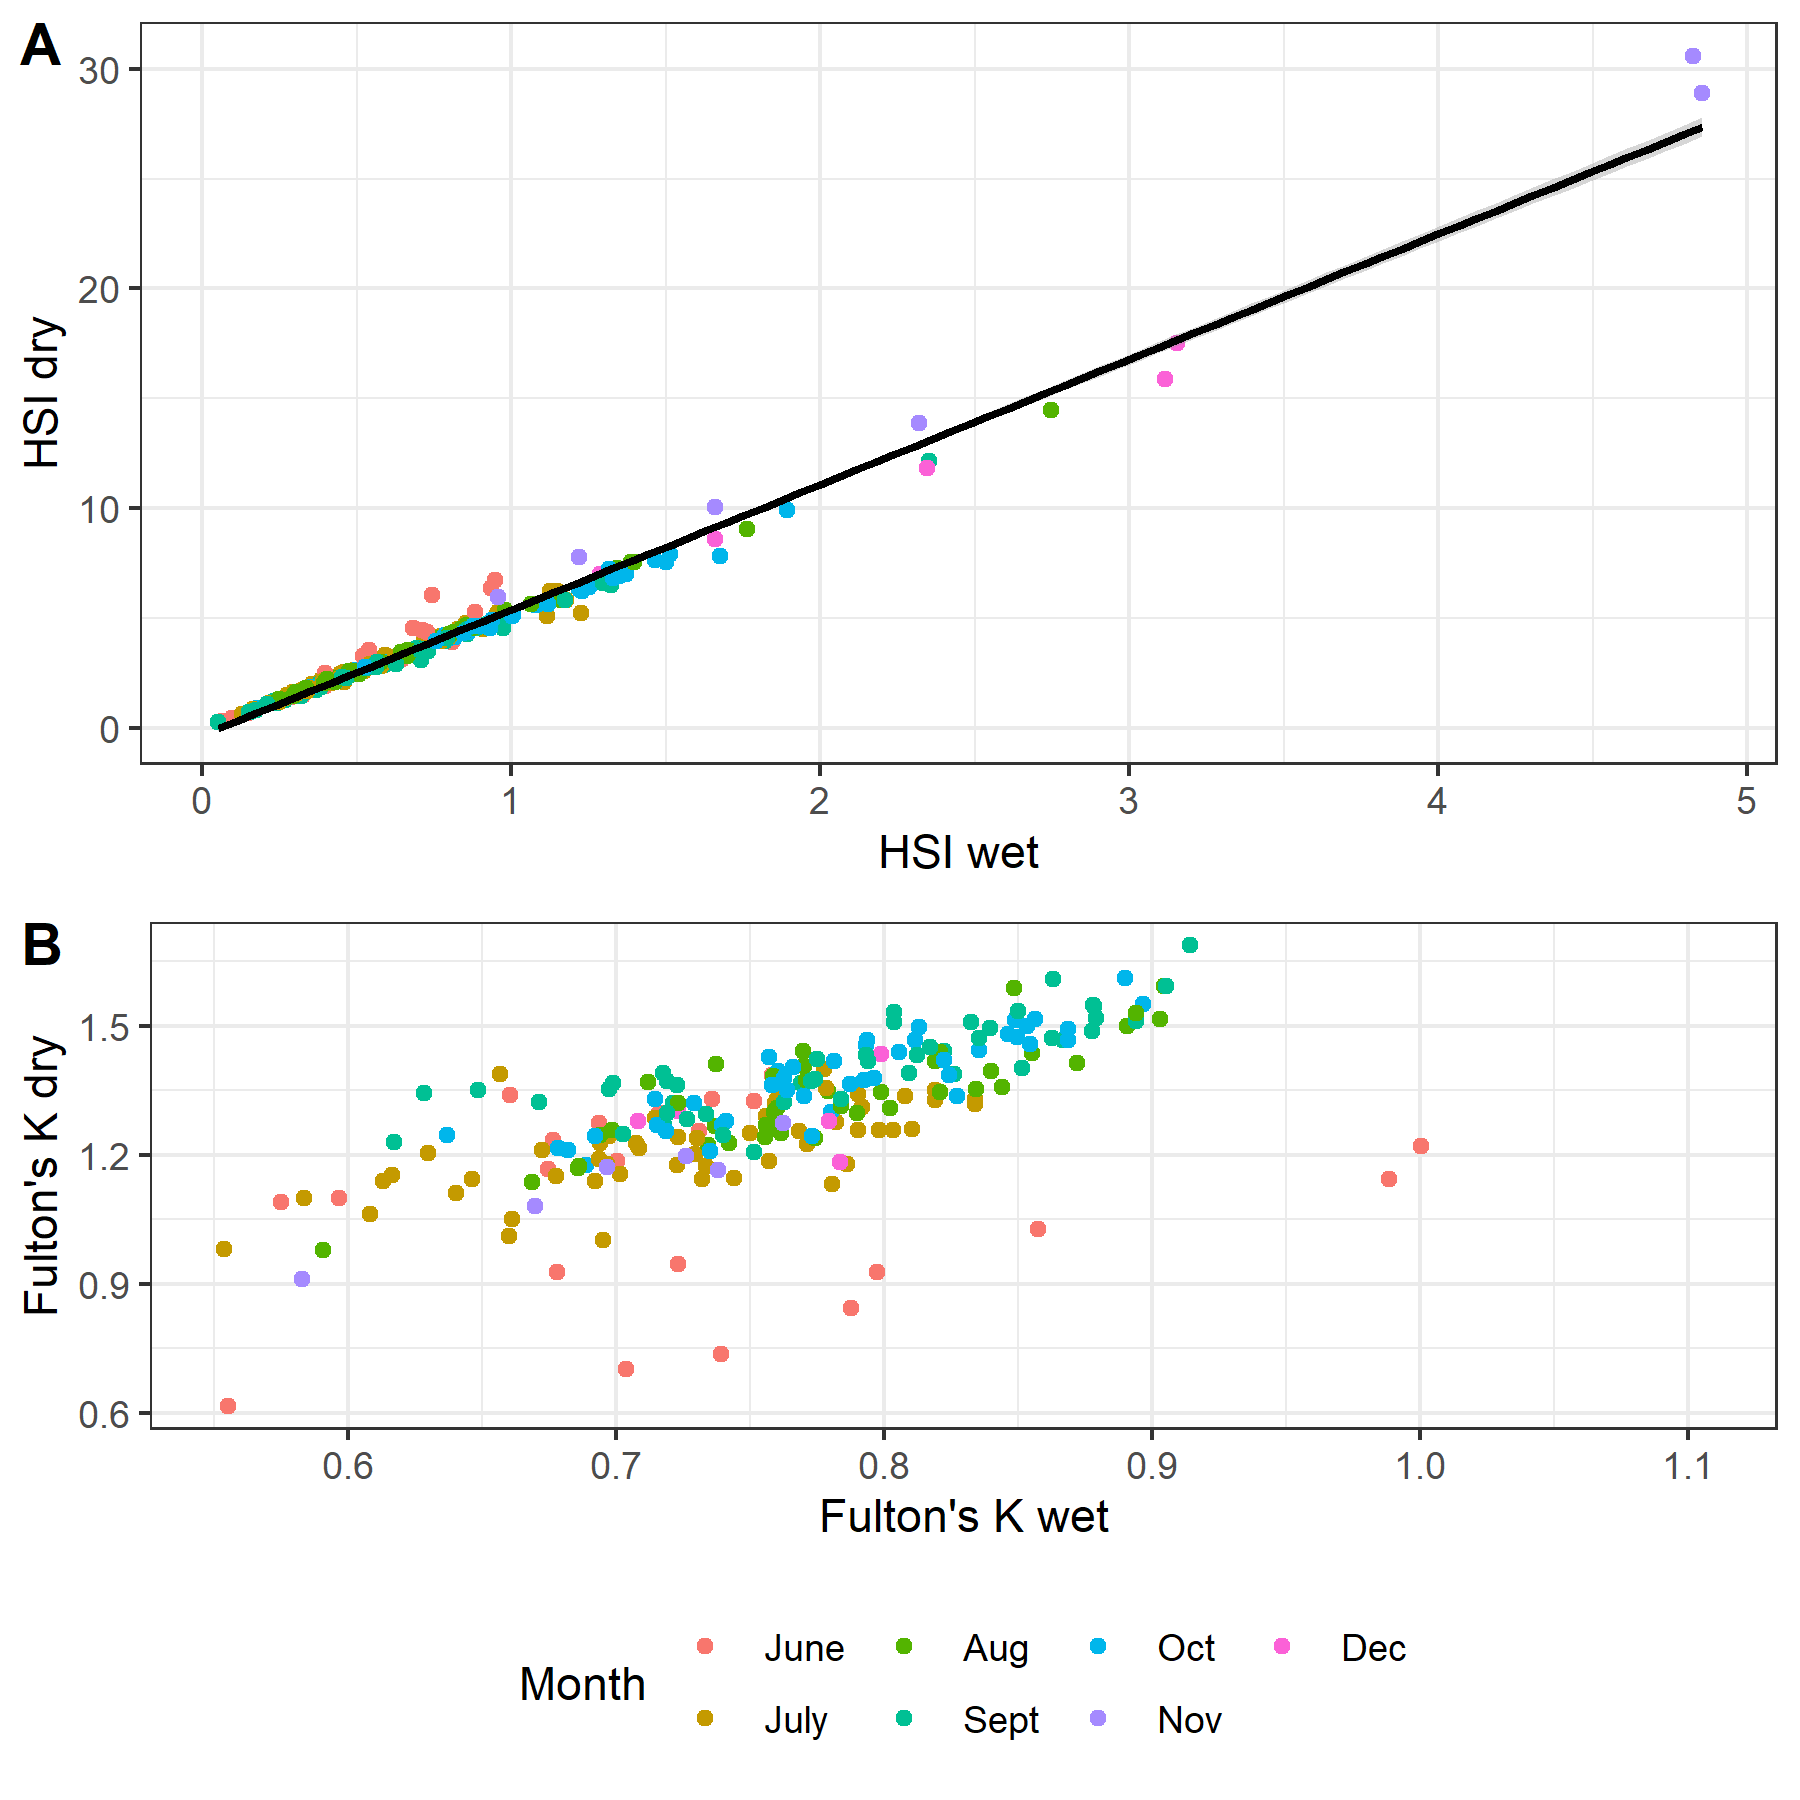 A
30
20
10
0
HSI dry
0 1 2 3 4 5
HSI wet
B
1.5
1.2
0.9
0.6
Fulton's K dry
0.6 0.7 0.8 0.9 1.0 1.1
Fulton's K wet
Month
June Aug Oct Dec
July Sept Nov